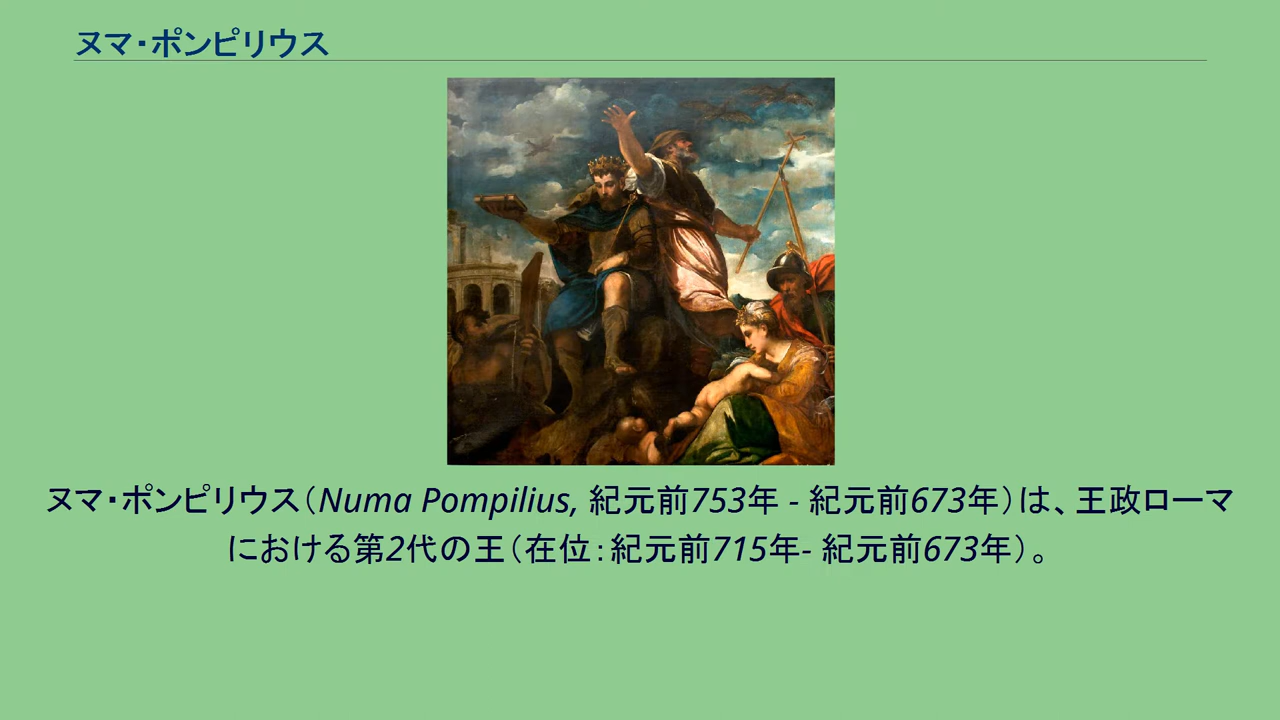 ヌマ・ポンピリウス
ヌマ・ポンピリウス（Numa Pompilius, 紀元前753年 - 紀元前673年）は、王政ローマ
における第2代の王（在位：紀元前715年- 紀元前673年）。